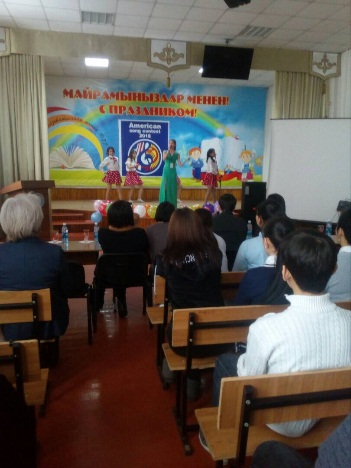 МАЙРАМЫҢЫЗДАР МЕНЕН!
С ПРАЗДНИКОМ!
American
song contest
2018